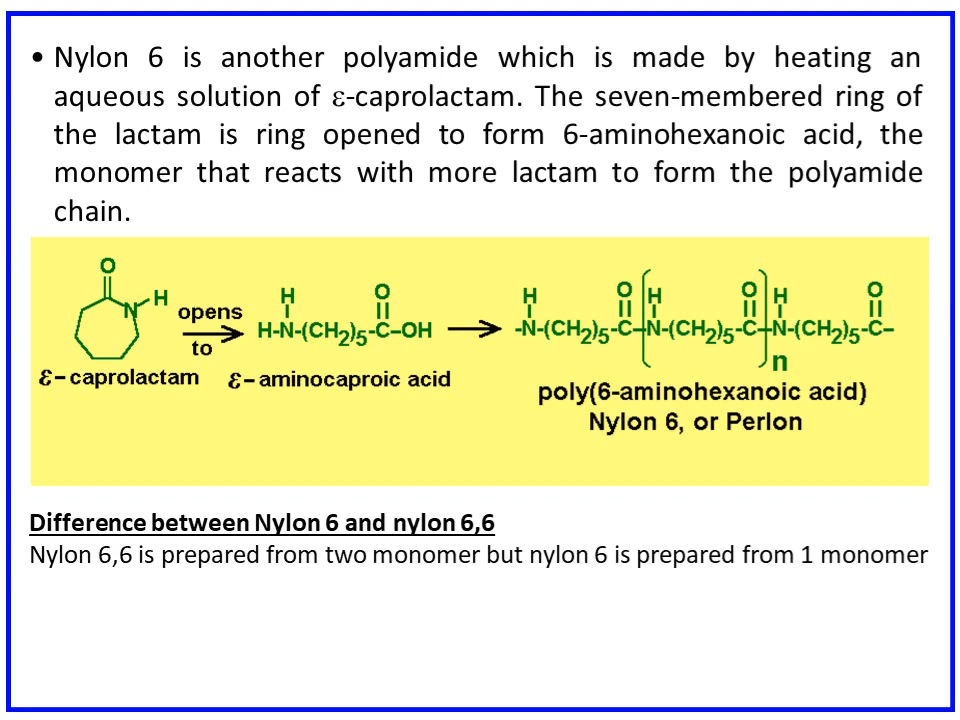 • Nylon 6 is another polyamide which is made by heating an
aqueous solution of ε-caprolactam. The seven-membered ring of
the lactam is ring opened to form 6-aminohexanoic acid, the
monomer that reacts with more lactam to form the polyamide
chain.
O
N H
opens
to
H O
H-N-(CH2)5-C–OH
H O H O H O
-N-(CH2)5-C–N-(CH2)5-C–N-(CH2)5-C–
n
ε– caprolactam
ε– aminocaproic acid
poly(6-aminohexanoic acid)
Nylon 6, or Perlon
Difference between Nylon 6 and nylon 6,6
Nylon 6,6 is prepared from two monomer but nylon 6 is prepared from 1 monomer